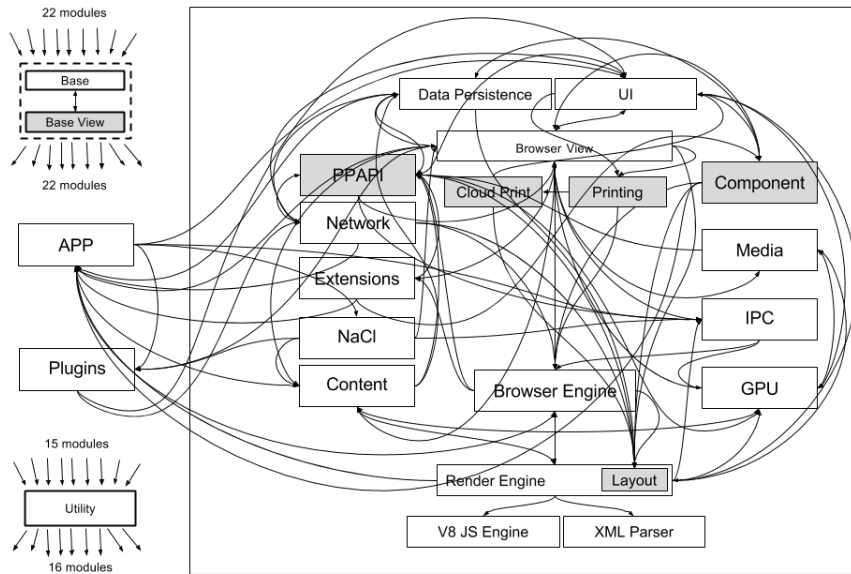 22 modules
Base
Base View
22 modules
Data Persistence
UI
Browser View
PPAPI
Cloud Print
Printing
Component
Network
APP
Media
Extensions
NaCl
IPC
Plugins
Content
Browser Engine
GPU
15 modules
Render Engine
Layout
Utility
V8 JS Engine
XML Parser
16 modules